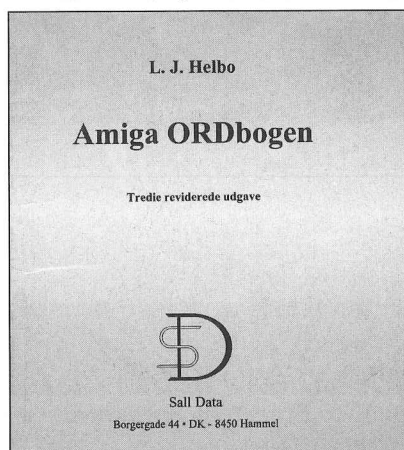 L. J. Helbo
Amiga ORDbogen
Tredie reviderede udgave
SD
Sall Data
Borgergade 44 • DK - 8450 Hammel